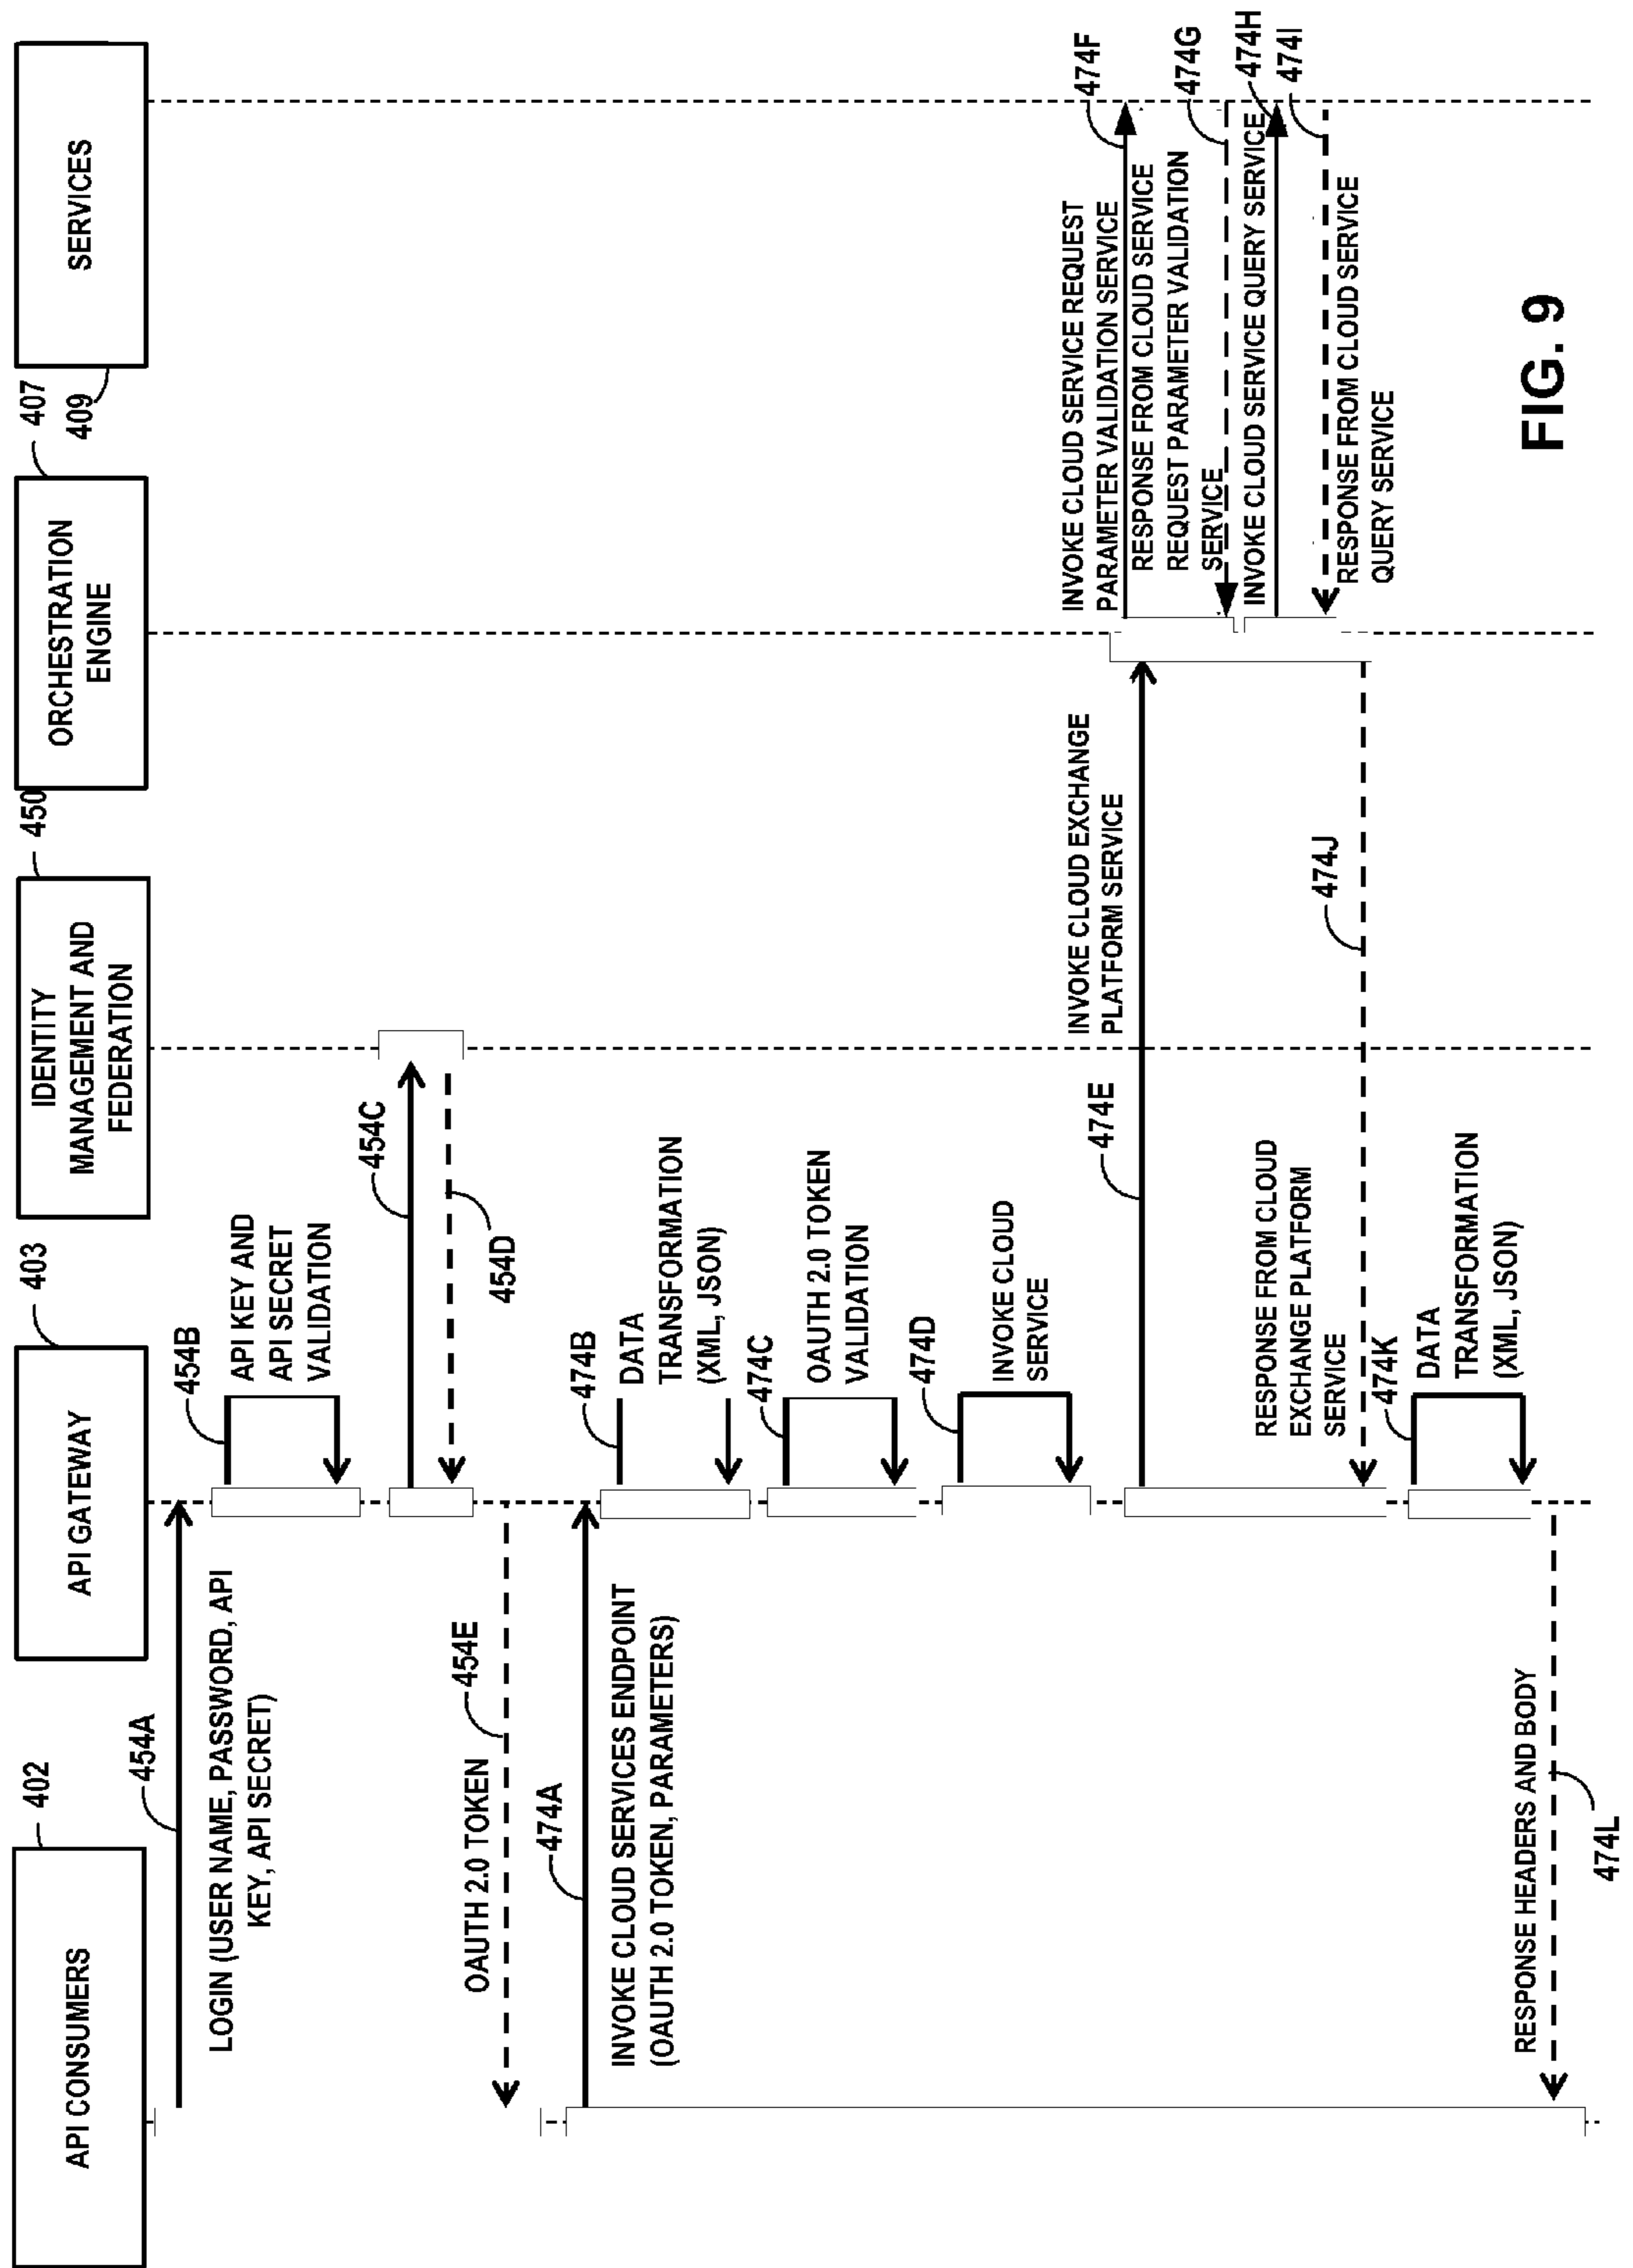 API CONSUMERS
402
API GATEWAY
403
IDENTITY
MANAGEMENT AND
FEDERATION
450
ORCHESTRATION
ENGINE
407
SERVICES
409
454A
LOGIN (USER NAME, PASSWORD, API
KEY, API SECRET)
454B
API KEY AND
API SECRET
VALIDATION
454C
454D
454E
OAUTH 2.0 TOKEN
474A
INVOKE CLOUD SERVICES ENDPOINT
(OAUTH 2.0 TOKEN, PARAMETERS)
474B
DATA
TRANSFORMATION
(XML, JSON)
474C
OAUTH 2.0 TOKEN
VALIDATION
474D
INVOKE CLOUD
SERVICE
474E
INVOKE CLOUD EXCHANGE
PLATFORM SERVICE
474F
INVOKE CLOUD SERVICE REQUEST
PARAMETER VALIDATION SERVICE
474G
RESPONSE FROM CLOUD SERVICE
REQUEST PARAMETER VALIDATION
SERVICE
474H
INVOKE CLOUD SERVICE QUERY SERVICE
474I
RESPONSE FROM CLOUD SERVICE
QUERY SERVICE
474J
RESPONSE FROM CLOUD
EXCHANGE PLATFORM
SERVICE
474K
DATA
TRANSFORMATION
(XML, JSON)
RESPONSE HEADERS AND BODY
474L
FIG. 9